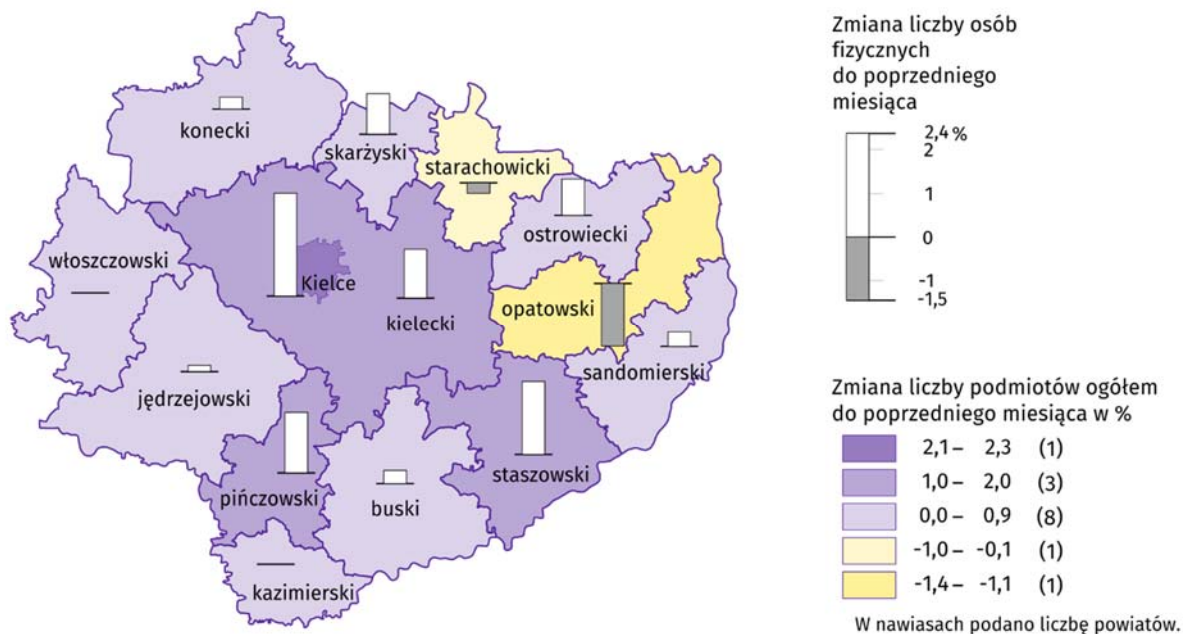 konecki
skarżyski
starachowicki
ostrowiecki
włoszczowski
Kielce
kielecki
opatowski
sandomierski
jędrzejowski
pińczowski
staszowski
buski
kazimierski
Zmiana liczby osób
fizycznych
do poprzedniego
miesiąca
2,4 %
2
1
0
-1
-1,5
Zmiana liczby podmiotów ogółem
do poprzedniego miesiąca w %
2,1 – 2,3 (1)
1,0 – 2,0 (3)
0,0 – 0,9 (8)
-1,0 – -0,1 (1)
-1,4 – -1,1 (1)
W nawiasach podano liczbę powiatów.